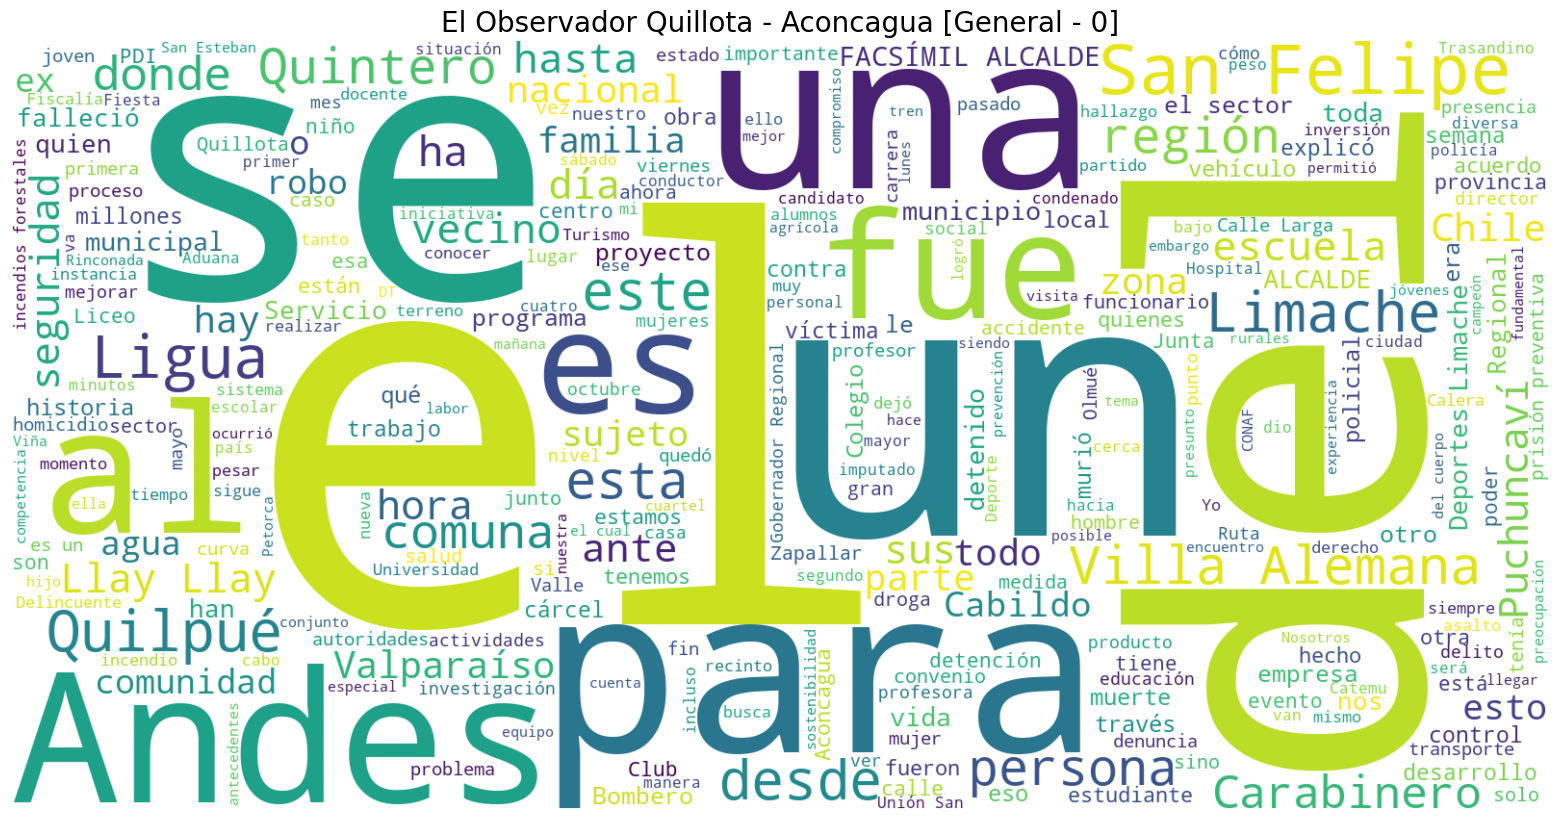 El Observador Quillota - Aconcagua [General - 0]
joven
PDI
San Esteban
situación
hasta
estado
importante
FACSÍMIL ALCALDE
San Felipe
cómo
peso
Trasandino
ex
donde
Quintero
nacional
una
Fiscalía
Fiesta
mes
docente
vez
nuestro
obra
ello
mejor
compromiso
tren
pasado
hallazgo
el sector
toda
presencia
diversa
falleció
quien
Quillota
o
niño
ha
familia
carrera
lunes
región
inversión
explicó
semana
policía
se
primera
primer
sábado
viernes
partido
vehículo
permitió
acuerdo
proceso
robo
día
conductor
ahora
candidato
condenado
provincia
director
incendios forestales
seguridad
millones
caso
iniciativa
centro
mi
alumnos
agrícola
municipio
local
bajo
Calle Larga
Chile
municipal
vecino
Turismo
proyecto
social
fue
embargo
escuela
va
Rinconada
Aduana
tanto
conocer
lugar
ese
contra
logró
zona
Hospital
ALCALDE
era
instancia
esa
están
DT
este
muy
personal
visita
funcionario
jóvenes
mejorar
Liceo
hay
Servicio
terreno
cuatro
programa
mujeres
víctima
le
accidente
quienes
Limache
Regional
campeón
fundamental
realizar
mañana
es
profesor
siendo
Junta
rurales
ciudad
Ligua
el
un
El
minutos
sistema
qué
octubre
Gobernador Regional
Colegio
dejó
hace
prevención
Olmué
tema
punto
policial
Deportes Limache
Calera
preventiva
historia
escolar
labor
al
homicidio
sector
mayo
ocurrió
trabajo
sujeto
mayor
detenido
murió
cerca
presunto
CONAF
dio
experiencia
prisión
Puchuncaví
Viña
momento
país
pesar
nivel
quedó
imputado
gran
Deporte
poder
competencia
ella
tiempo
sigue
hora
esta
junto
cuartel
hacia
Yo
del cuerpo
Petorca
nueva
comuna
estamos
el cual
casa
hombre
posible
Ruta
encuentro
derecho
otro
agua
es un
curva
son
salud
Universidad
nuestra
ante
Zapallar
sus
todo
Villa Alemana
de
hijo
Llay Llay
si
Valle
tenemos
segundo
parte
medida
Delincuente
han
cárcel
droga
Cabildo
siempre
asalto
preocupación
Quilpué
conjunto
autoridades
actividades
para
fin
producto
Nosotros
hecho
otra
delito
tenía
incendio
cabo
Valparaíso
recinto
detención
tiene
educación
empresa
será
llegar
comunidad
especial
investigación
cuenta
incluso
busca
sostenibilidad
Aconcagua
convenio
profesora
muerte
evento
Catemu
nos
está
esto
Andes
van
mismo
vida
través
antecedentes
equipo
mujer
denuncia
control
transporte
problema
Club
manera
desde
ver
fueron
persona
sino
desarrollo
Bombero
calle
Unión San
eso
estudiante
Carabinero
solo